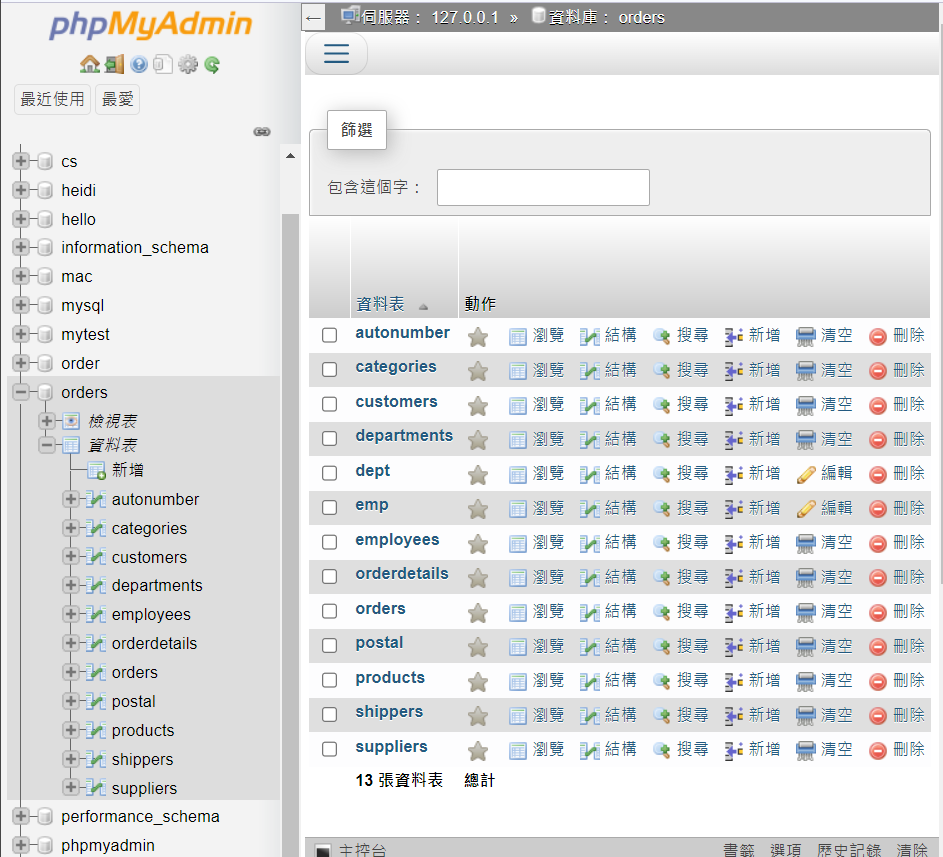 phpMyAdmin
最近使用 最愛
cs
heidi
hello
information_schema
mac
mysql
mytest
order
orders
檢視表
資料表
新增
autonumber
categories
customers
departments
employees
orderdetails
orders
postal
products
shippers
suppliers
performance_schema
phpmyadmin
伺服器: 127.0.0.1 » 資料庫: orders
篩選
包含這個字:
資料表 動作
autonumber 瀏覽 結構 搜尋 新增 清空 刪除
categories 瀏覽 結構 搜尋 新增 清空 刪除
customers 瀏覽 結構 搜尋 新增 清空 刪除
departments 瀏覽 結構 搜尋 新增 清空 刪除
dept 瀏覽 結構 搜尋 新增 編輯 刪除
emp 瀏覽 結構 搜尋 新增 編輯 刪除
employees 瀏覽 結構 搜尋 新增 清空 刪除
orderdetails 瀏覽 結構 搜尋 新增 清空 刪除
orders 瀏覽 結構 搜尋 新增 清空 刪除
postal 瀏覽 結構 搜尋 新增 清空 刪除
products 瀏覽 結構 搜尋 新增 清空 刪除
shippers 瀏覽 結構 搜尋 新增 清空 刪除
suppliers 瀏覽 結構 搜尋 新增 清空 刪除
13 張資料表 總計
主控台 書籤 選項 歷史記錄 清除